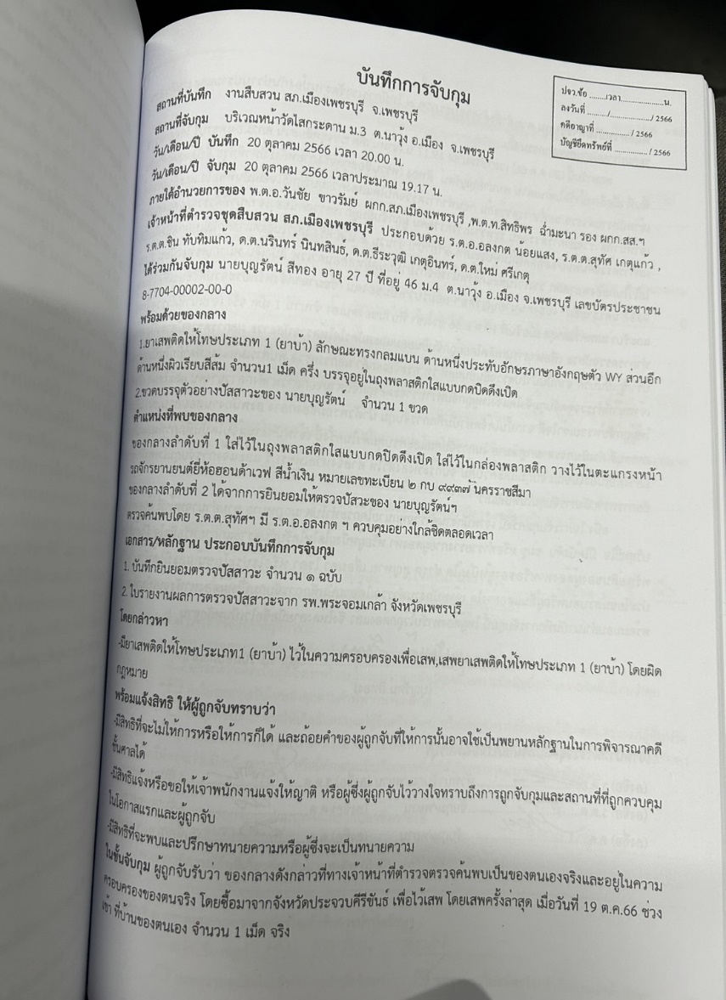 บันทึกการจับกุม
ปจว.ข้อ ........เวลา...................น.
ลงวันที่ ........./................../ 2566
คดีอาญาที่ .............. / 2566
บัญชียึดทรัพย์ที่ .............. / 2566
สถานที่บันทึก งานสืบสวน สภ.เมืองเพชรบุรี จ.เพชรบุรี
สถานที่จับกุม บริเวณหน้าวัดไสกระดาน ม.3 ต.นาวุ้ง อ.เมือง จ.เพชรบุรี
วัน/เดือน/ปี บันทึก 20 ตุลาคม 2566 เวลา 20.00 น.
วัน/เดือน/ปี จับกุม 20 ตุลาคม 2566 เวลาประมาณ 19.17 น.
ภายใต้อำนวยการของ พ.ต.อ.วันชัย ขาวรัมย์ ผกก.สภ.เมืองเพชรบุรี ,พ.ต.ท.สิทธิพร ฉ่ำมะนา รอง ผกก.สส.ฯ
เจ้าหน้าที่ตำรวจชุดสืบสวน สภ.เมืองเพชรบุรี ประกอบด้วย ร.ต.อ.อลงกต น้อยแสง, ร.ต.ต.สุทัศ เกตุแก้ว ,
ร.ต.ต.ชิน ทับทิมแก้ว, ด.ต.นรินทร์ นินทสินธ์, ด.ต.ธีระวุฒิ เกตุอินทร์, ด.ต.ใหม่ ศรีเกตุ
ได้ร่วมกันจับกุม นายบุญรัตน์ สีทอง อายุ 27 ปี ที่อยู่ 46 ม.4 ต.นาวุ้ง อ.เมือง จ.เพชรบุรี เลขบัตรประชาชน
8-7704-00002-00-0
พร้อมด้วยของกลาง
1.ยาเสพติดให้โทษประเภท 1 (ยาบ้า) ลักษณะทรงกลมแบน ด้านหนึ่งประทับอักษรภาษาอังกฤษตัว WY ส่วนอีก
ด้านหนึ่งผิวเรียบสีส้ม จำนวน1 เม็ด ครึ่ง บรรจุอยู่ในถุงพลาสติกใสแบบกดปิดดึงเปิด
2.ขวดบรรจุตัวอย่างปัสสาวะของ นายบุญรัตน์ จำนวน 1 ขวด
ตำแหน่งที่พบของกลาง
ของกลางลำดับที่ 1 ใส่ไว้ในถุงพลาสติกใสแบบกดปิดดึงเปิด ใส่ไว้ในกล่องพลาสติก วางไว้ในตะแกรงหน้า
รถจักรยานยนต์ยี่ห้อฮอนด้าเวฟ สีน้ำเงิน หมายเลขทะเบียน ๒ กบ ๙๙๓๗ นครราชสีมา
ของกลางลำดับที่ 2 ได้จากการยินยอมให้ตรวจปัสวะของ นายบุญรัตน์ฯ
ตรวจค้นพบโดย ร.ต.ต.สุทัศฯ มี ร.ต.อ.อลงกต ฯ ควบคุมอย่างใกล้ชิดตลอดเวลา
เอกสาร/หลักฐาน ประกอบบันทึกการจับกุม
1. บันทึกยินยอมตรวจปัสสาวะ จำนวน ๑ ฉบับ
2. ใบรายงานผลการตรวจปัสสาวะจาก รพ.พระจอมเกล้า จังหวัดเพชรบุรี
โดยกล่าวหา
-มียาเสพติดให้โทษประเภท1 (ยาบ้า) ไว้ในความครอบครองเพื่อเสพ,เสพยาเสพติดให้โทษประเภท 1 (ยาบ้า) โดยผิด
กฎหมาย
พร้อมแจ้งสิทธิ ให้ผู้ถูกจับทราบว่า
-มีสิทธิที่จะไม่ให้การหรือให้การก็ได้ และถ้อยคำของผู้ถูกจับที่ให้การนั้นอาจใช้เป็นพยานหลักฐานในการพิจารณาคดี
ชั้นศาลได้
-มีสิทธิแจ้งหรือขอให้เจ้าพนักงานแจ้งให้ญาติ หรือผู้ซึ่งผู้ถูกจับไว้วางใจทราบถึงการถูกจับกุมและสถานที่ที่ถูกควบคุม
ในโอกาสแรกและผู้ถูกจับ
-มีสิทธิที่จะพบและปรึกษาทนายความหรือผู้ซึ่งจะเป็นทนายความ
ในชั้นจับกุม ผู้ถูกจับรับว่า ของกลางดังกล่าวที่ทางเจ้าหน้าที่ตำรวจตรวจค้นพบเป็นของตนเองจริงและอยู่ในความ
ครอบครองของตนจริง โดยซื้อมาจากจังหวัดประจวบคีรีขันธ์ เพื่อไว้เสพ โดยเสพครั้งล่าสุด เมื่อวันที่ 19 ต.ค.66 ช่วง
เช้า ที่บ้านของตนเอง จำนวน 1 เม็ด จริง